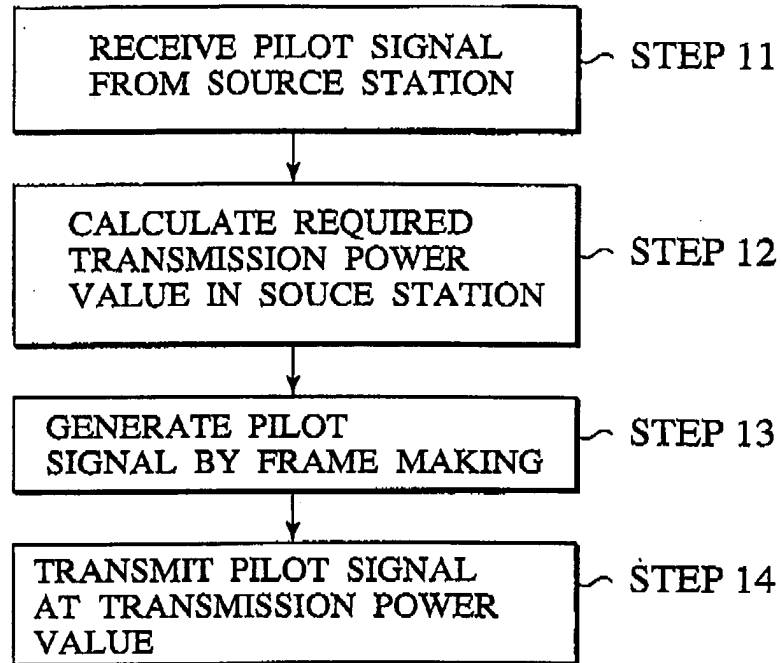 RECEIVE PILOT SIGNAL
FROM SOURCE STATION
STEP 11
CALCULATE REQUIRED
TRANSMISSION POWER
VALUE IN SOUCE STATION
STEP 12
GENERATE PILOT
SIGNAL BY FRAME MAKING
STEP 13
TRANSMIT PILOT SIGNAL
AT TRANSMISSION POWER
VALUE
STEP 14